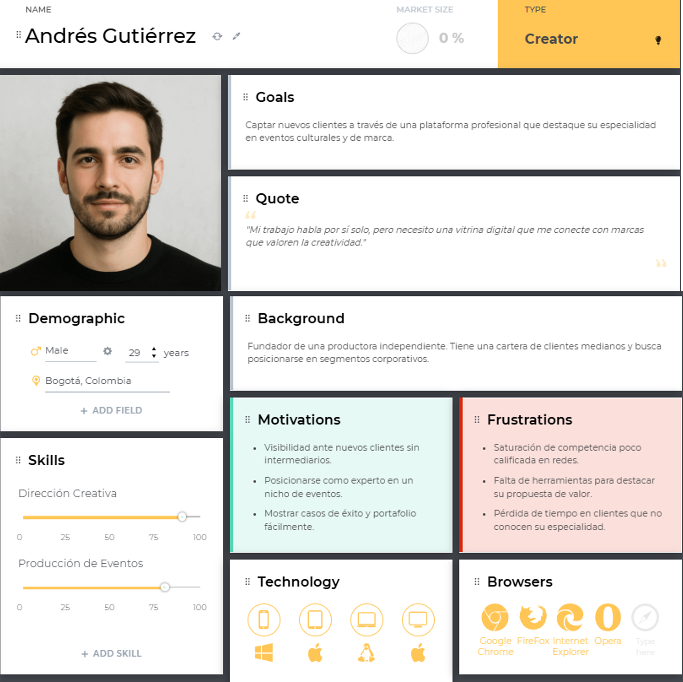 NAME
Andrés Gutiérrez
MARKET SIZE
0 %
TYPE
Creator
Goals
Captar nuevos clientes a través de una plataforma profesional que destaque su especialidad
en eventos culturales y de marca.
Quote
"Mi trabajo habla por sí solo, pero necesito una vitrina digital que me conecte con marcas
que valoren la creatividad."
Demographic
Male
29 years
Bogotá, Colombia
+ ADD FIELD
Background
Fundador de una productora independiente. Tiene una cartera de clientes medianos y busca
posicionarse en segmentos corporativos.
Skills
Dirección Creativa
0 25 50 75 100
Producción de Eventos
0 25 50 75 100
+ ADD SKILL
Motivations
• Visibilidad ante nuevos clientes sin
intermediarios.
• Posicionarse como experto en un
nicho de eventos.
• Mostrar casos de éxito y portafolio
fácilmente.
Frustrations
• Saturación de competencia poco
calificada en redes.
• Falta de herramientas para destacar
su propuesta de valor.
• Pérdida de tiempo en clientes que no
conocen su especialidad.
Technology
Browsers
Google
Chrome
FireFox
Internet
Explorer
Opera
Type
here